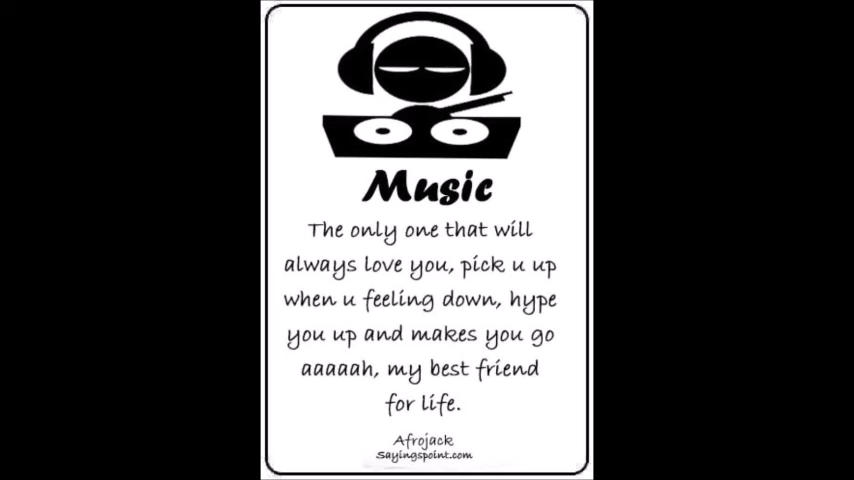 Music
The only one that will
always love you, pick u up
when u feeling down, hype
you up and makes you go
aaaaah, my best friend
for life.
Afrojack
Sayingspoint.com